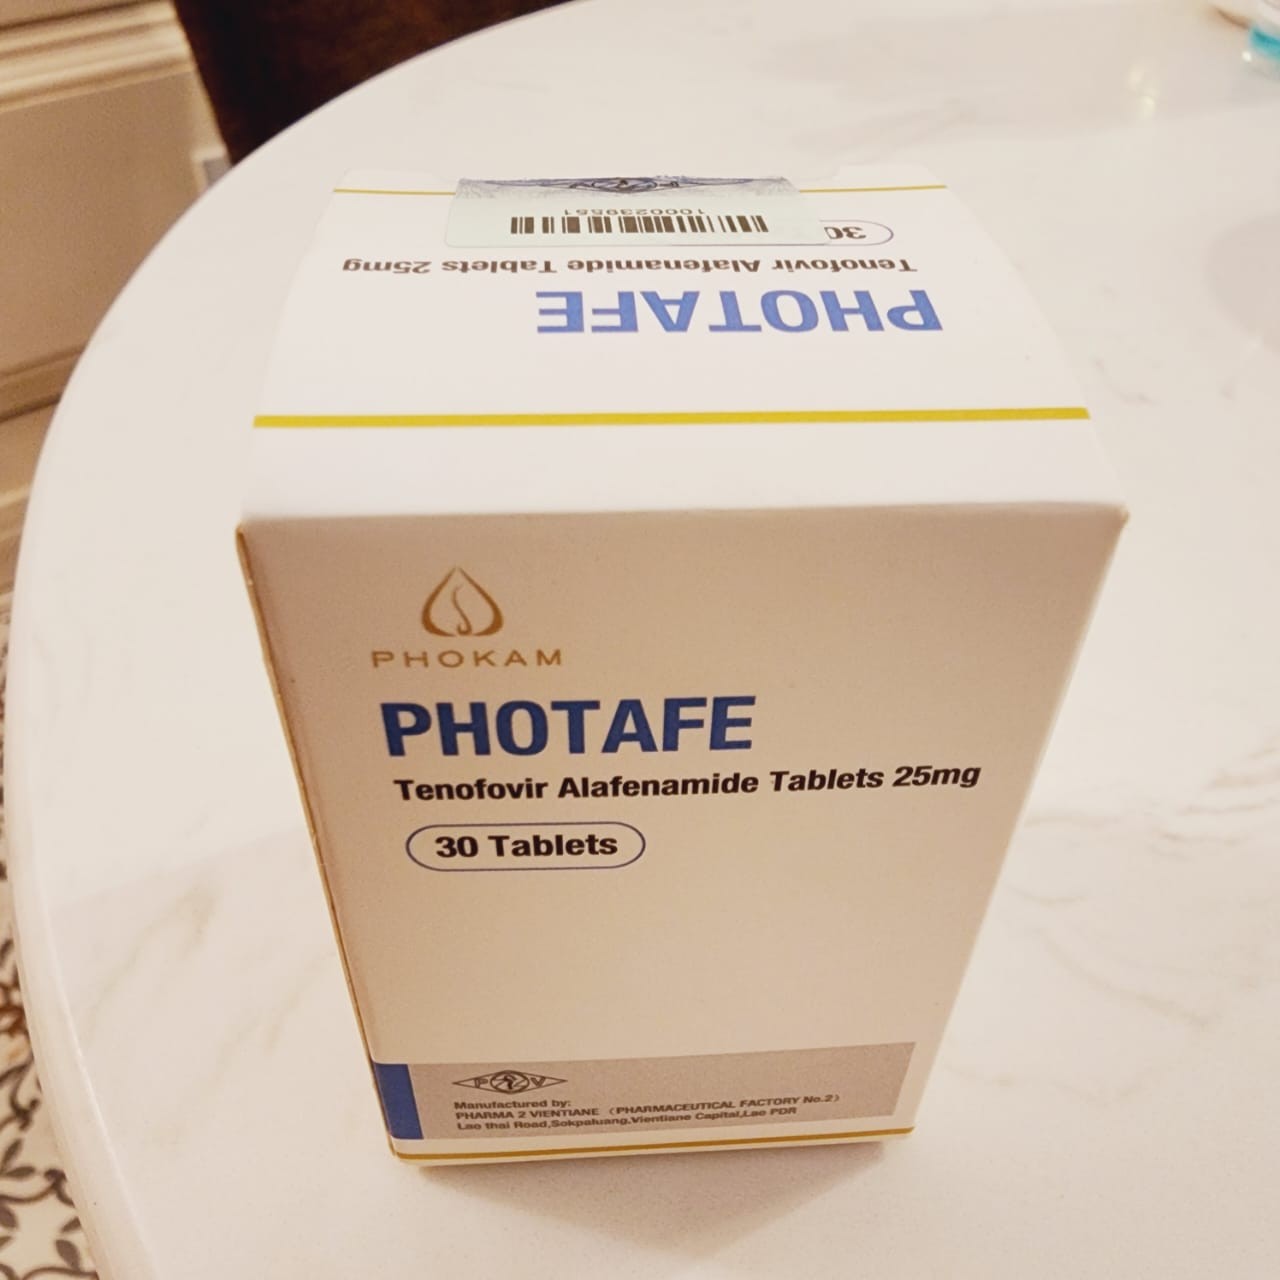 1000239551
30
Tenofovir Alafenamide Tablets 25mg
PHOTAFE
PHOKAM
PHOTAFE
Tenofovir Alafenamide Tablets 25mg
30 Tablets
P V
Manufactured by:
PHARMA 2 VIENTIANE （PHARMACEUTICAL FACTORY No.2）
Lao thai Road,Sokpaluang,Vientiane Capital,Lao PDR